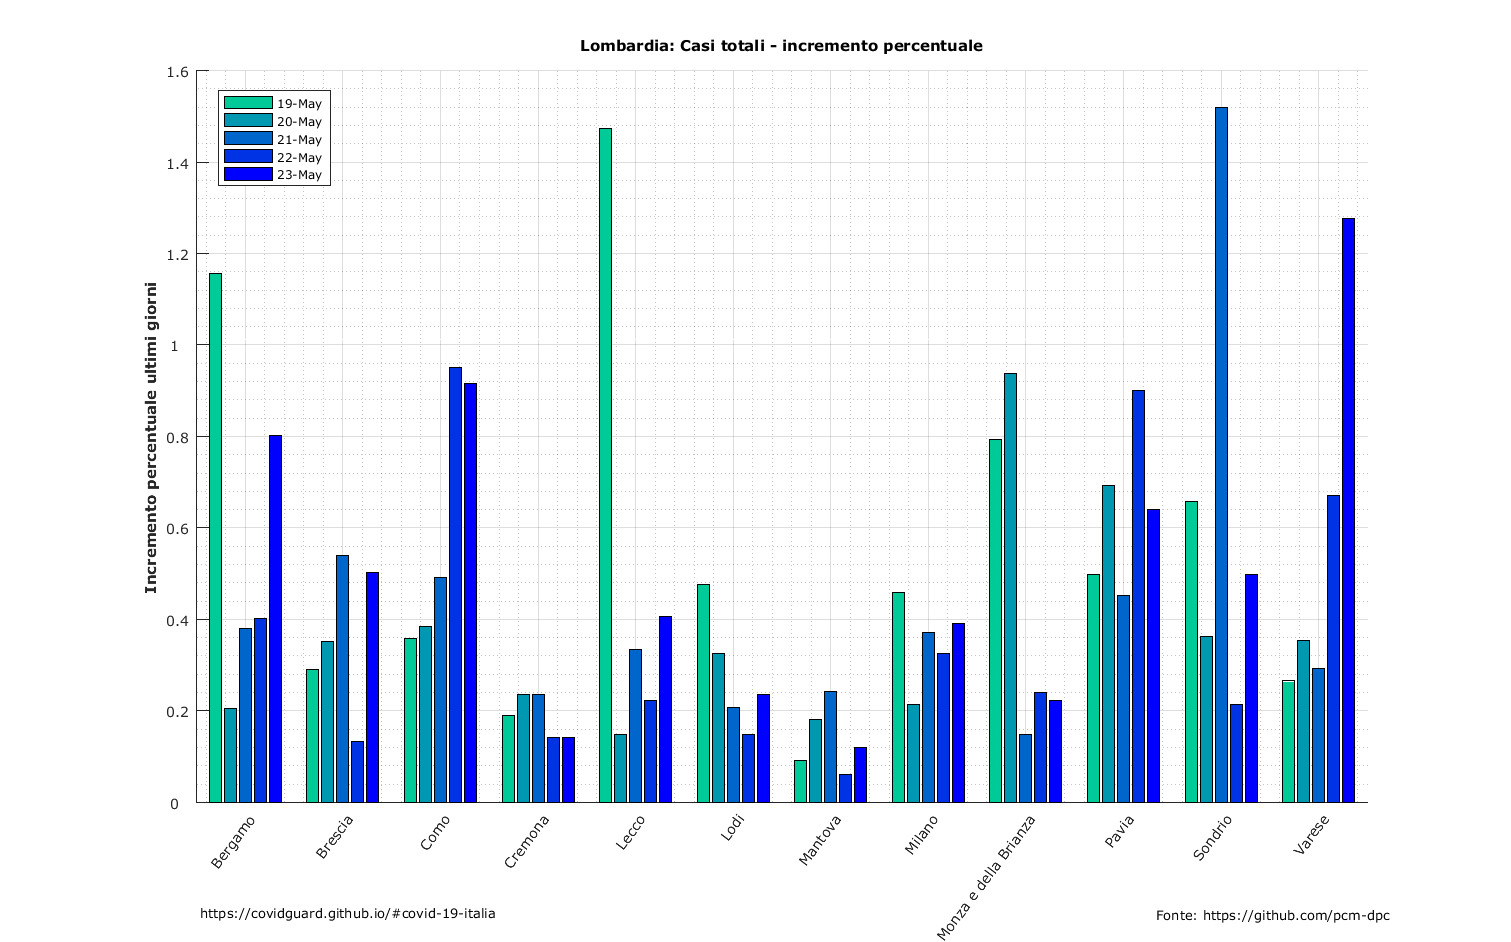 Lombardia: Casi totali - incremento percentuale
1.6
1.4
1.2
1
0.8
0.6
0.4
0.2
0
Incremento percentuale ultimi giorni
19-May
20-May
21-May
22-May
23-May
Bergamo
Brescia
Como
Cremona
Lecco
Lodi
Mantova
Milano
Monza e della Brianza
Pavia
Sondrio
Varese
https://covidguard.github.io/#covid-19-italia
Fonte: https://github.com/pcm-dpc